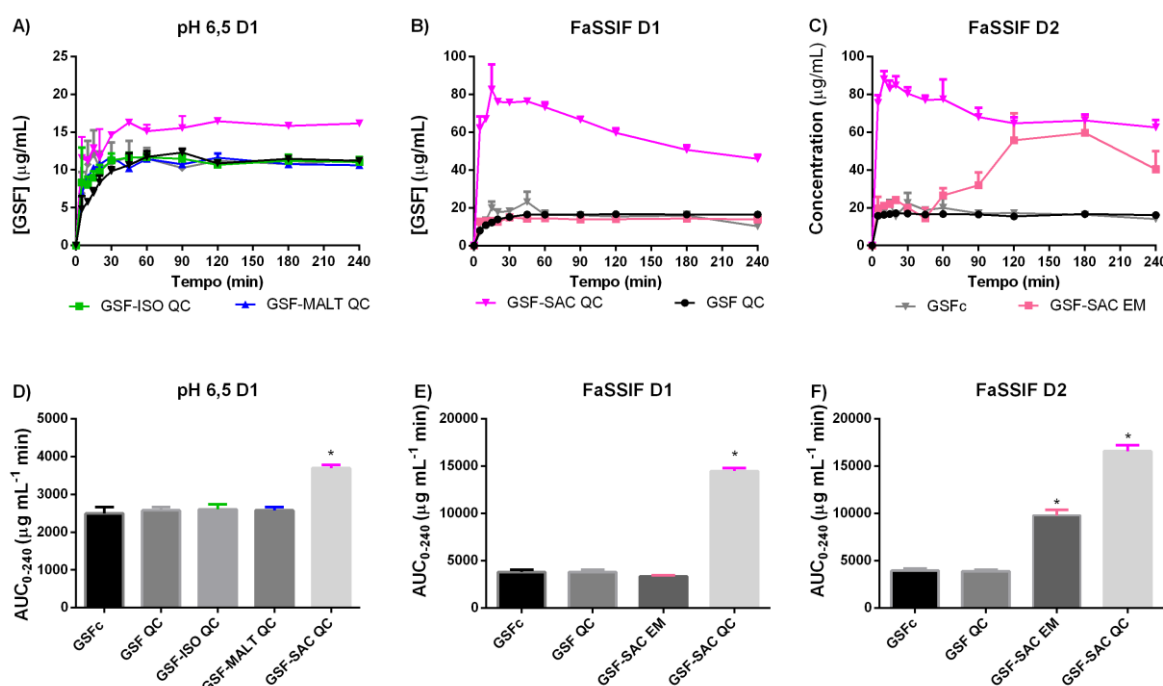 A) pH 6,5 D1
[GSF] (µg/mL)
25
20
15
10
5
0
0 30 60 90 120 150 180 210 240
Tempo (min)
B) FaSSIF D1
[GSF] (µg/mL)
100
80
60
40
20
0
0 30 60 90 120 150 180 210 240
Tempo (min)
C) FaSSIF D2
Concentration (µg/mL)
100
80
60
40
20
0
0 30 60 90 120 150 180 210 240
Tempo (min)
GSF-ISO QC GSF-MALT QC GSF-SAC QC GSF QC GSFc GSF-SAC EM
D) pH 6,5 D1
AUC0-240 (µg mL-1 min)
5000
4000
3000
2000
1000
0
*
GSFc
GSF QC
GSF-ISO QC
GSF-MALT QC
GSF-SAC QC
E) FaSSIF D1
AUC0-240 (µg mL-1 min)
20000
15000
10000
5000
0
*
GSFc
GSF QC
GSF-SAC EM
GSF-SAC QC
F) FaSSIF D2
AUC0-240 (µg mL-1 min)
20000
15000
10000
5000
0
*
*
GSFc
GSF QC
GSF-SAC EM
GSF-SAC QC